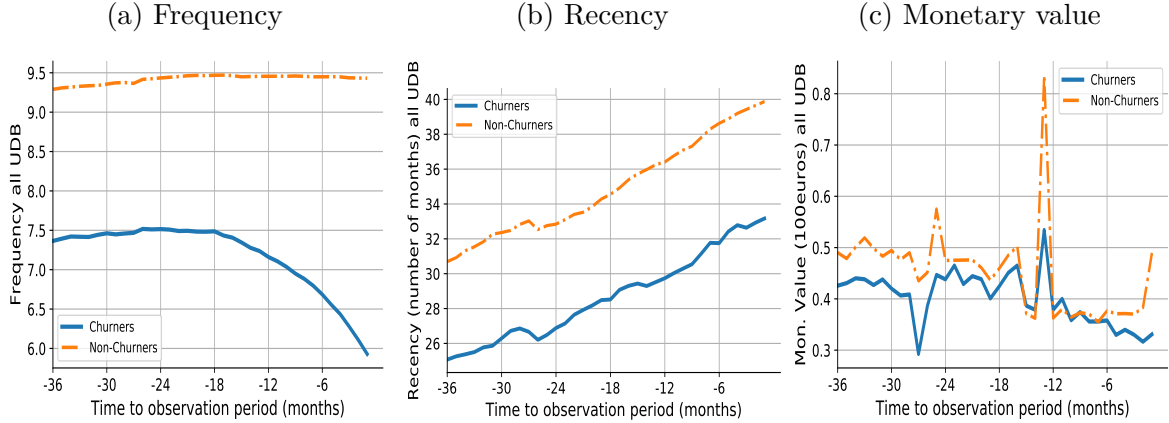 (a) Frequency
Frequency all UDB
9.5
9.0
8.5
8.0
7.5
7.0
6.5
6.0
Churners
Non-Churners
-36 -30 -24 -18 -12 -6
Time to observation period (months)
(b) Recency
Recency (number of months) all UDB
40
38
36
34
32
30
28
26
Churners
Non-Churners
-36 -30 -24 -18 -12 -6
Time to observation period (months)
(c) Monetary value
Mon. Value (100euros) all UDB
0.8
0.7
0.6
0.5
0.4
0.3
Churners
Non-Churners
-36 -30 -24 -18 -12 -6
Time to observation period (months)